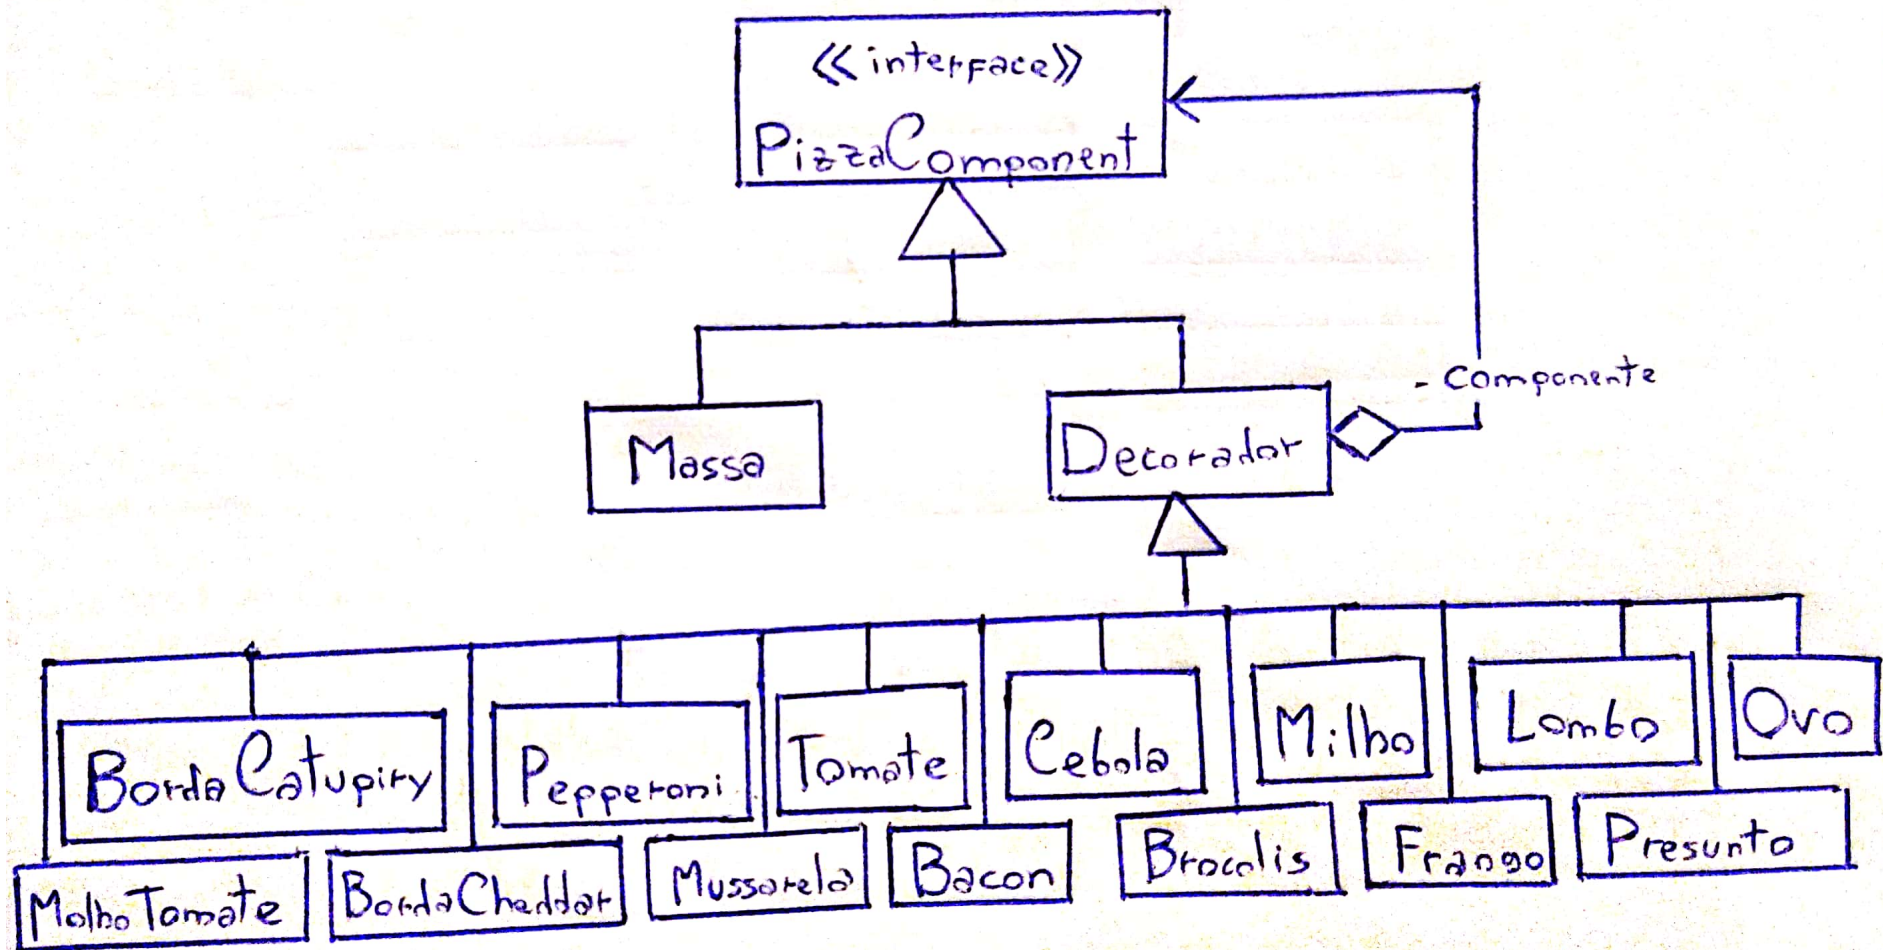 <<interface>>
PizzaComponent
- componente
Massa
Decorador
BordaCatupiry
Pepperoni
Tomate
Cebola
Milho
Lombo
Ovo
MolhoTomate
BordaCheddar
Mussarela
Bacon
Brocolis
Frango
Presunto